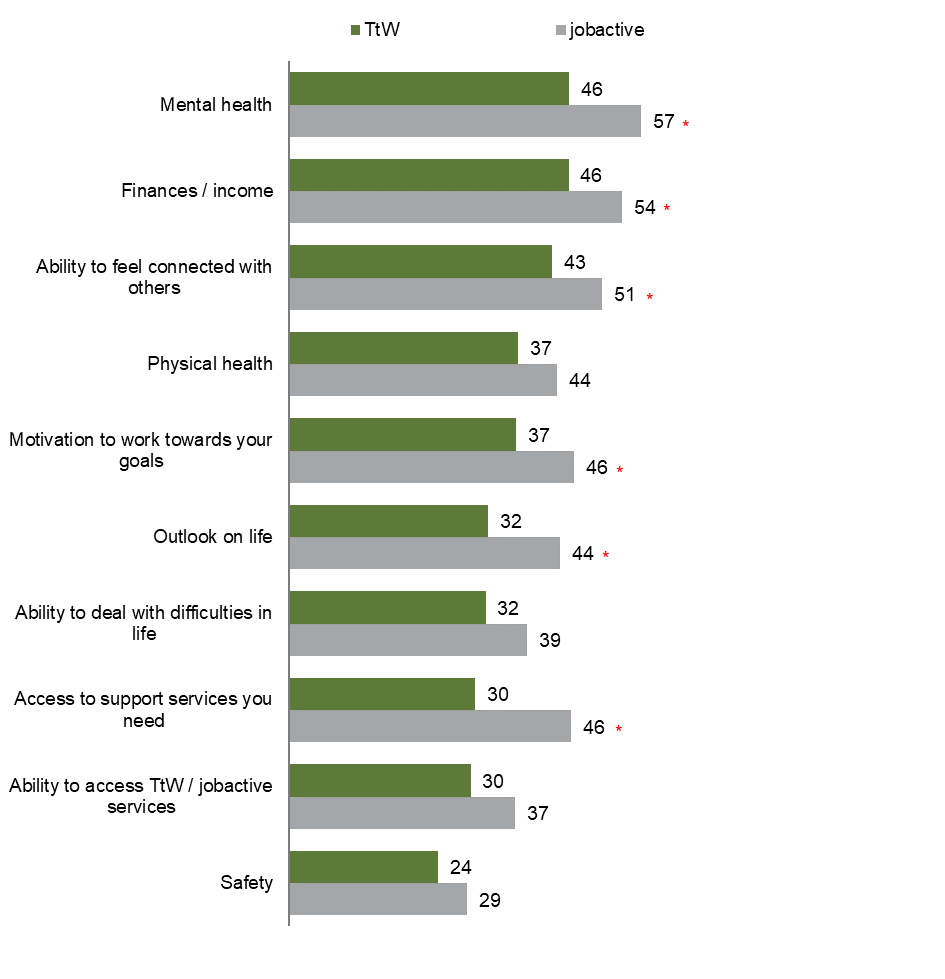 TtW jobactive
Mental health
46
57 *
Finances / income
46
54 *
Ability to feel connected with
others
43
51 *
Physical health
37
44
Motivation to work towards your
goals
37
46 *
Outlook on life
32
44 *
Ability to deal with difficulties in
life
32
39
Access to support services you
need
30
46 *
Ability to access TtW / jobactive
services
30
37
Safety
24
29